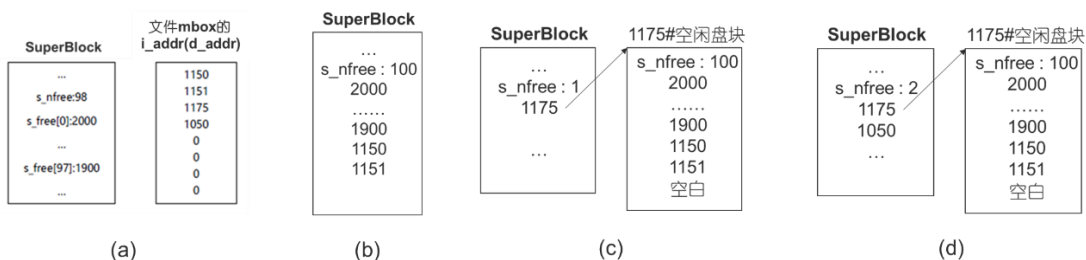 SuperBlock
...
s_nfree:98
s_free[0]:2000
...
s_free[97]:1900
...
文件mbox的
i_addr(d_addr)
1150
1151
1175
1050
0
0
0
0
(a)
SuperBlock
...
s_nfree : 100
2000
......
1900
1150
1151
(b)
SuperBlock
...
s_nfree : 1
1175
...
1175#空闲盘块
s_nfree : 100
2000
......
1900
1150
1151
空白
(c)
SuperBlock
...
s_nfree : 2
1175
1050
...
1175#空闲盘块
s_nfree : 100
2000
......
1900
1150
1151
空白
(d)